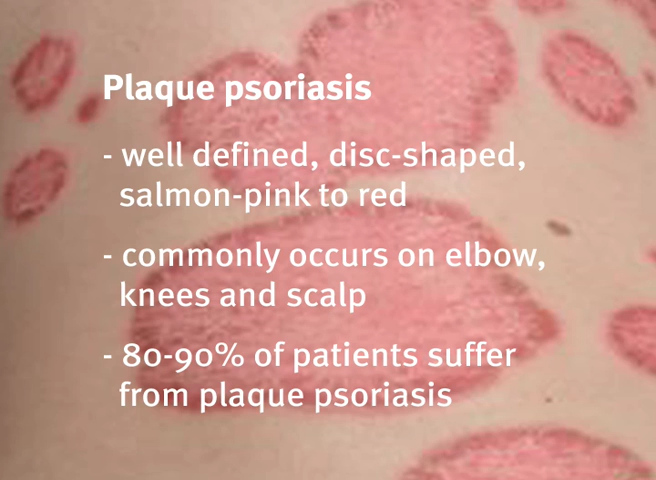 Plaque psoriasis
- well defined, disc-shaped,
salmon-pink to red
- commonly occurs on elbow,
knees and scalp
- 80-90% of patients suffer
from plaque psoriasis